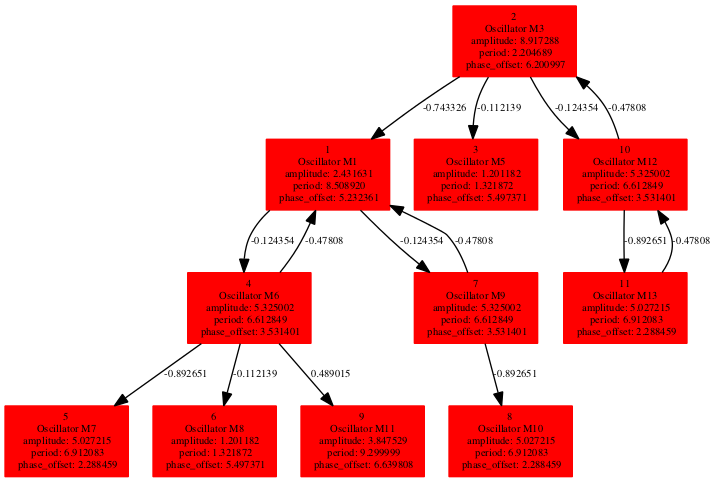 2
Oscillator M3
amplitude: 8.917288
period: 2.204689
phase_offset: 6.200997
-0.743326
-0.112139
-0.124354
-0.47808
1
Oscillator M1
amplitude: 2.431631
period: 8.508920
phase_offset: 5.232361
3
Oscillator M5
amplitude: 1.201182
period: 1.321872
phase_offset: 5.497371
10
Oscillator M12
amplitude: 5.325002
period: 6.612849
phase_offset: 3.531401
-0.124354
-0.47808
-0.124354
-0.47808
-0.892651
-0.47808
4
Oscillator M6
amplitude: 5.325002
period: 6.612849
phase_offset: 3.531401
7
Oscillator M9
amplitude: 5.325002
period: 6.612849
phase_offset: 3.531401
11
Oscillator M13
amplitude: 5.027215
period: 6.912083
phase_offset: 2.288459
-0.892651
-0.112139
0.489015
-0.892651
5
Oscillator M7
amplitude: 5.027215
period: 6.912083
phase_offset: 2.288459
6
Oscillator M8
amplitude: 1.201182
period: 1.321872
phase_offset: 5.497371
9
Oscillator M11
amplitude: 3.847529
period: 9.299999
phase_offset: 6.639808
8
Oscillator M10
amplitude: 5.027215
period: 6.912083
phase_offset: 2.288459